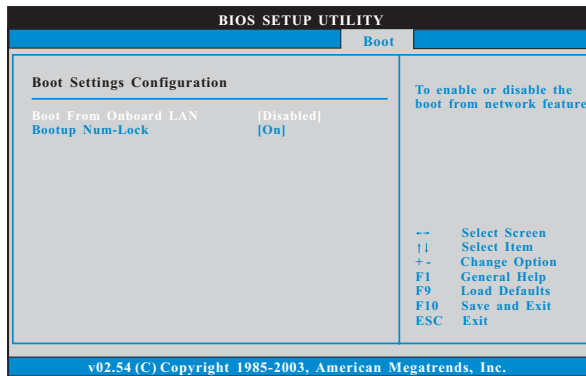 BIOS SETUP UTILITY
Boot
Boot Settings Configuration
Boot From Onboard LAN [Disabled]
Bootup Num-Lock [On]
To enable or disable the
boot from network feature
←→ Select Screen
↑↓ Select Item
+ - Change Option
F1 General Help
F9 Load Defaults
F10 Save and Exit
ESC Exit
v02.54 (C) Copyright 1985-2003, American Megatrends, Inc.